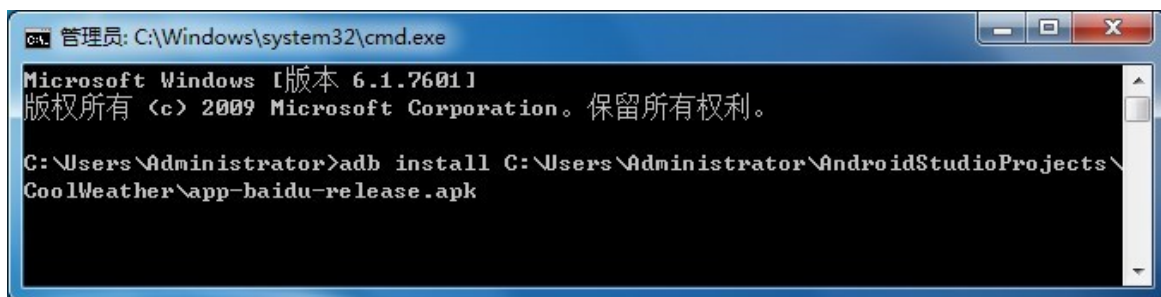 管理员: C:\Windows\system32\cmd.exe
Microsoft Windows [版本 6.1.7601]
版权所有 (c) 2009 Microsoft Corporation。保留所有权利。
C:\Users\Administrator>adb install C:\Users\Administrator\AndroidStudioProjects\
CoolWeather\app-baidu-release.apk